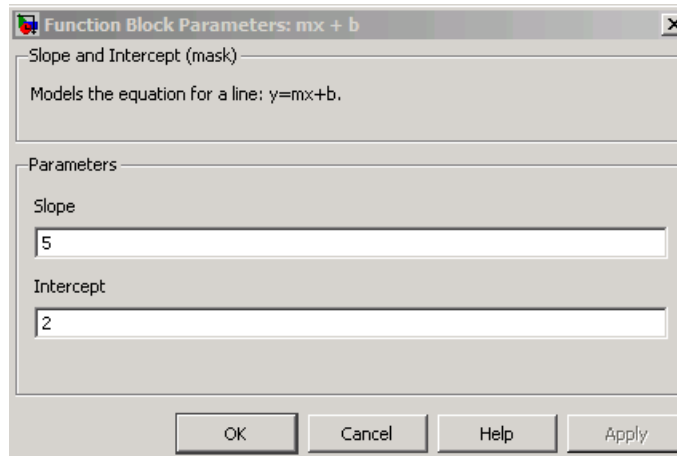 Function Block Parameters: mx + b
Slope and Intercept (mask)
Models the equation for a line: y=mx+b.
Parameters
Slope
5
Intercept
2
OK Cancel Help Apply